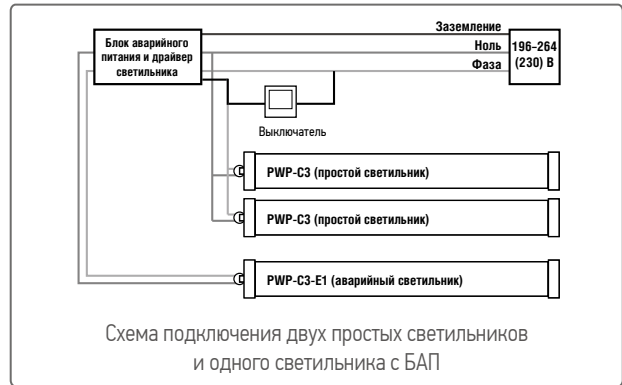 Заземление
Блок аварийного
питания и драйвер
светильника
Ноль
196–264
(230) В
Фаза
Выключатель
PWP-C3 (простой светильник)
PWP-C3 (простой светильник)
PWP-C3-E1 (аварийный светильник)
Схема подключения двух простых светильников
и одного светильника с БАП